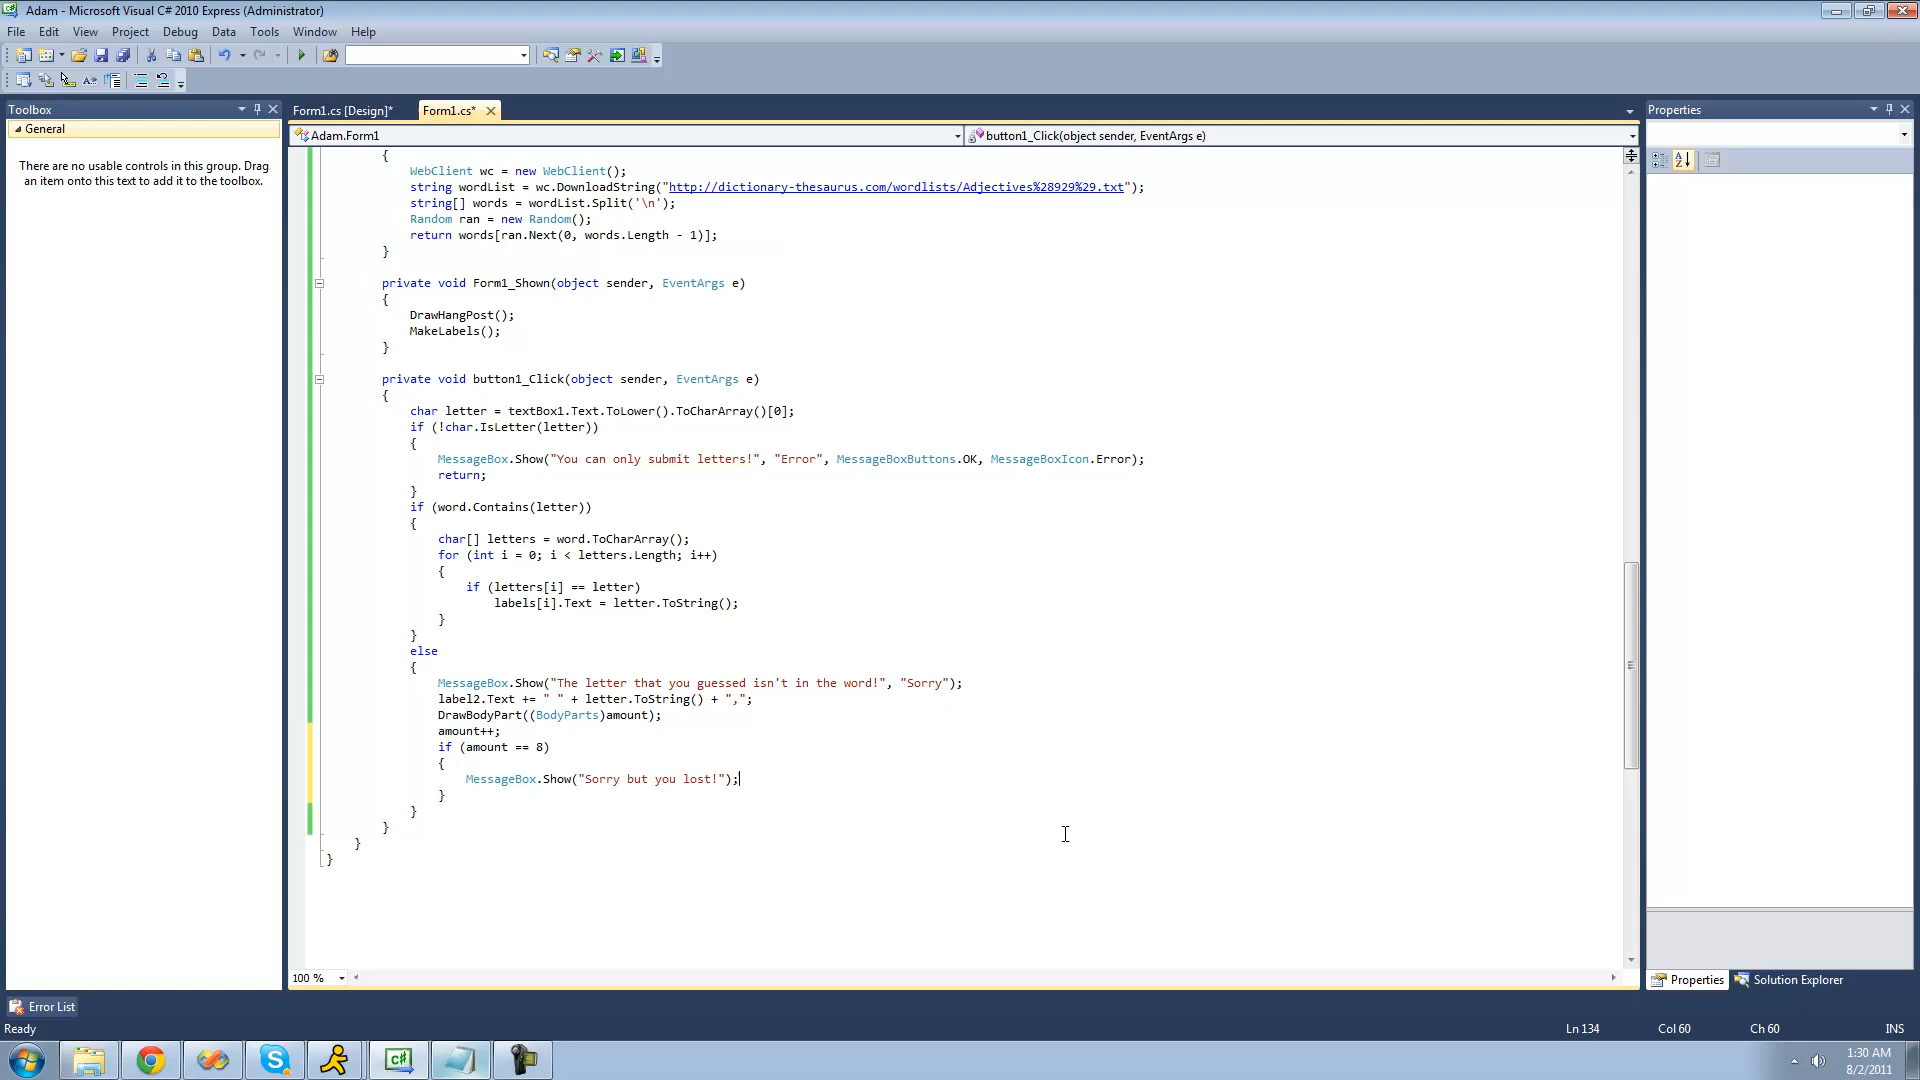 Adam - Microsoft Visual C# 2010 Express (Administrator)
File Edit View Project Debug Data Tools Window Help
Toolbox
General
There are no usable controls in this group. Drag
an item onto this text to add it to the toolbox.
Form1.cs [Design]* Form1.cs*
Adam.Form1
button1_Click(object sender, EventArgs e)
{
WebClient wc = new WebClient();
string wordList = wc.DownloadString("http://dictionary-thesaurus.com/wordlists/Adjectives%28929%29.txt");
string[] words = wordList.Split('\n');
Random ran = new Random();
return words[ran.Next(0, words.Length - 1)];
}
private void Form1_Shown(object sender, EventArgs e)
{
DrawHangPost();
MakeLabels();
}
private void button1_Click(object sender, EventArgs e)
{
char letter = textBox1.Text.ToLower().ToCharArray()[0];
if (!char.IsLetter(letter))
{
MessageBox.Show("You can only submit letters!", "Error", MessageBoxButtons.OK, MessageBoxIcon.Error);
return;
}
if (word.Contains(letter))
{
char[] letters = word.ToCharArray();
for (int i = 0; i < letters.Length; i++)
{
if (letters[i] == letter)
labels[i].Text = letter.ToString();
}
}
else
{
MessageBox.Show("The letter that you guessed isn't in the word!", "Sorry");
label2.Text += " " + letter.ToString() + ",";
DrawBodyPart((BodyParts)amount);
amount++;
if (amount == 8)
{
MessageBox.Show("Sorry but you lost!");
}
}
}
}
}
100 %
Properties
Properties Solution Explorer
Error List
Ready
Ln 134 Col 60 Ch 60 INS
1:30 AM
8/2/2011